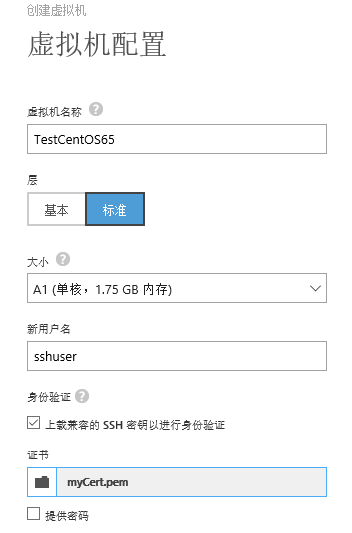 创建虚拟机
虚拟机配置
虚拟机名称 ?
TestCentOS65
层
基本 标准
大小 ?
A1 (单核，1.75 GB 内存)
新用户名
sshuser
身份验证 ?
上载兼容的 SSH 密钥以进行身份验证
证书
myCert.pem
提供密码